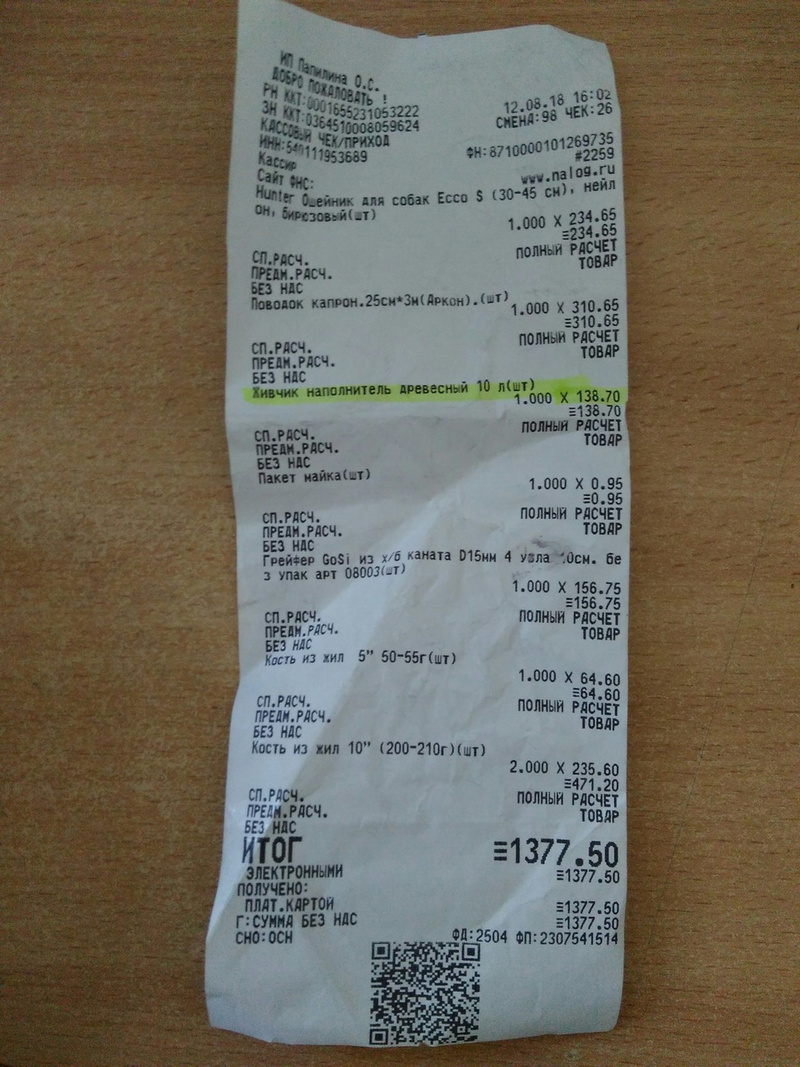 ИП Папилина О.С.
ДОБРО ПОЖАЛОВАТЬ !
РН ККТ:0001655231053222 12.08.18 16:02
ЗН ККТ:0364510008059624 СМЕНА:98 ЧЕК:26
КАССОВЫЙ ЧЕК/ПРИХОД
ИНН:540111953689 ФН:8710000101269735
Кассир #2259
Сайт ФНС: www.nalog.ru
Hunter Ошейник для собак Ecco S (30-45 см), нейл
он, бирюзовый(шт)
1.000 X 234.65
≡234.65
СП.РАСЧ. ПОЛНЫЙ РАСЧЕТ
ПРЕДМ.РАСЧ. ТОВАР
БЕЗ НДС
Поводок капрон.25см*3м(Аркон).(шт)
1.000 X 310.65
≡310.65
СП.РАСЧ. ПОЛНЫЙ РАСЧЕТ
ПРЕДМ.РАСЧ. ТОВАР
БЕЗ НДС
Живчик наполнитель древесный 10 л(шт)
1.000 X 138.70
≡138.70
СП.РАСЧ. ПОЛНЫЙ РАСЧЕТ
ПРЕДМ.РАСЧ. ТОВАР
БЕЗ НДС
Пакет майка(шт)
1.000 X 0.95
≡0.95
СП.РАСЧ. ПОЛНЫЙ РАСЧЕТ
ПРЕДМ.РАСЧ. ТОВАР
БЕЗ НДС
Грейфер GoSi из х/б каната D15мм 4 узла бе
з упак арт 08003(шт)
1.000 X 156.75
≡156.75
СП.РАСЧ. ПОЛНЫЙ РАСЧЕТ
ПРЕДМ.РАСЧ. ТОВАР
БЕЗ НДС
Кость из жил 5" 50-55г(шт)
1.000 X 64.60
≡64.60
СП.РАСЧ. ПОЛНЫЙ РАСЧЕТ
ПРЕДМ.РАСЧ. ТОВАР
БЕЗ НДС
Кость из жил 10" (200-210г)(шт)
2.000 X 235.60
≡471.20
СП.РАСЧ. ПОЛНЫЙ РАСЧЕТ
ПРЕДМ.РАСЧ. ТОВАР
БЕЗ НДС
ИТОГ ≡1377.50
ЭЛЕКТРОННЫМИ ≡1377.50
ПОЛУЧЕНО:
ПЛАТ.КАРТОЙ ≡1377.50
Г:СУММА БЕЗ НДС ≡1377.50
СНО:ОСН ФД:2504 ФП:2307541514